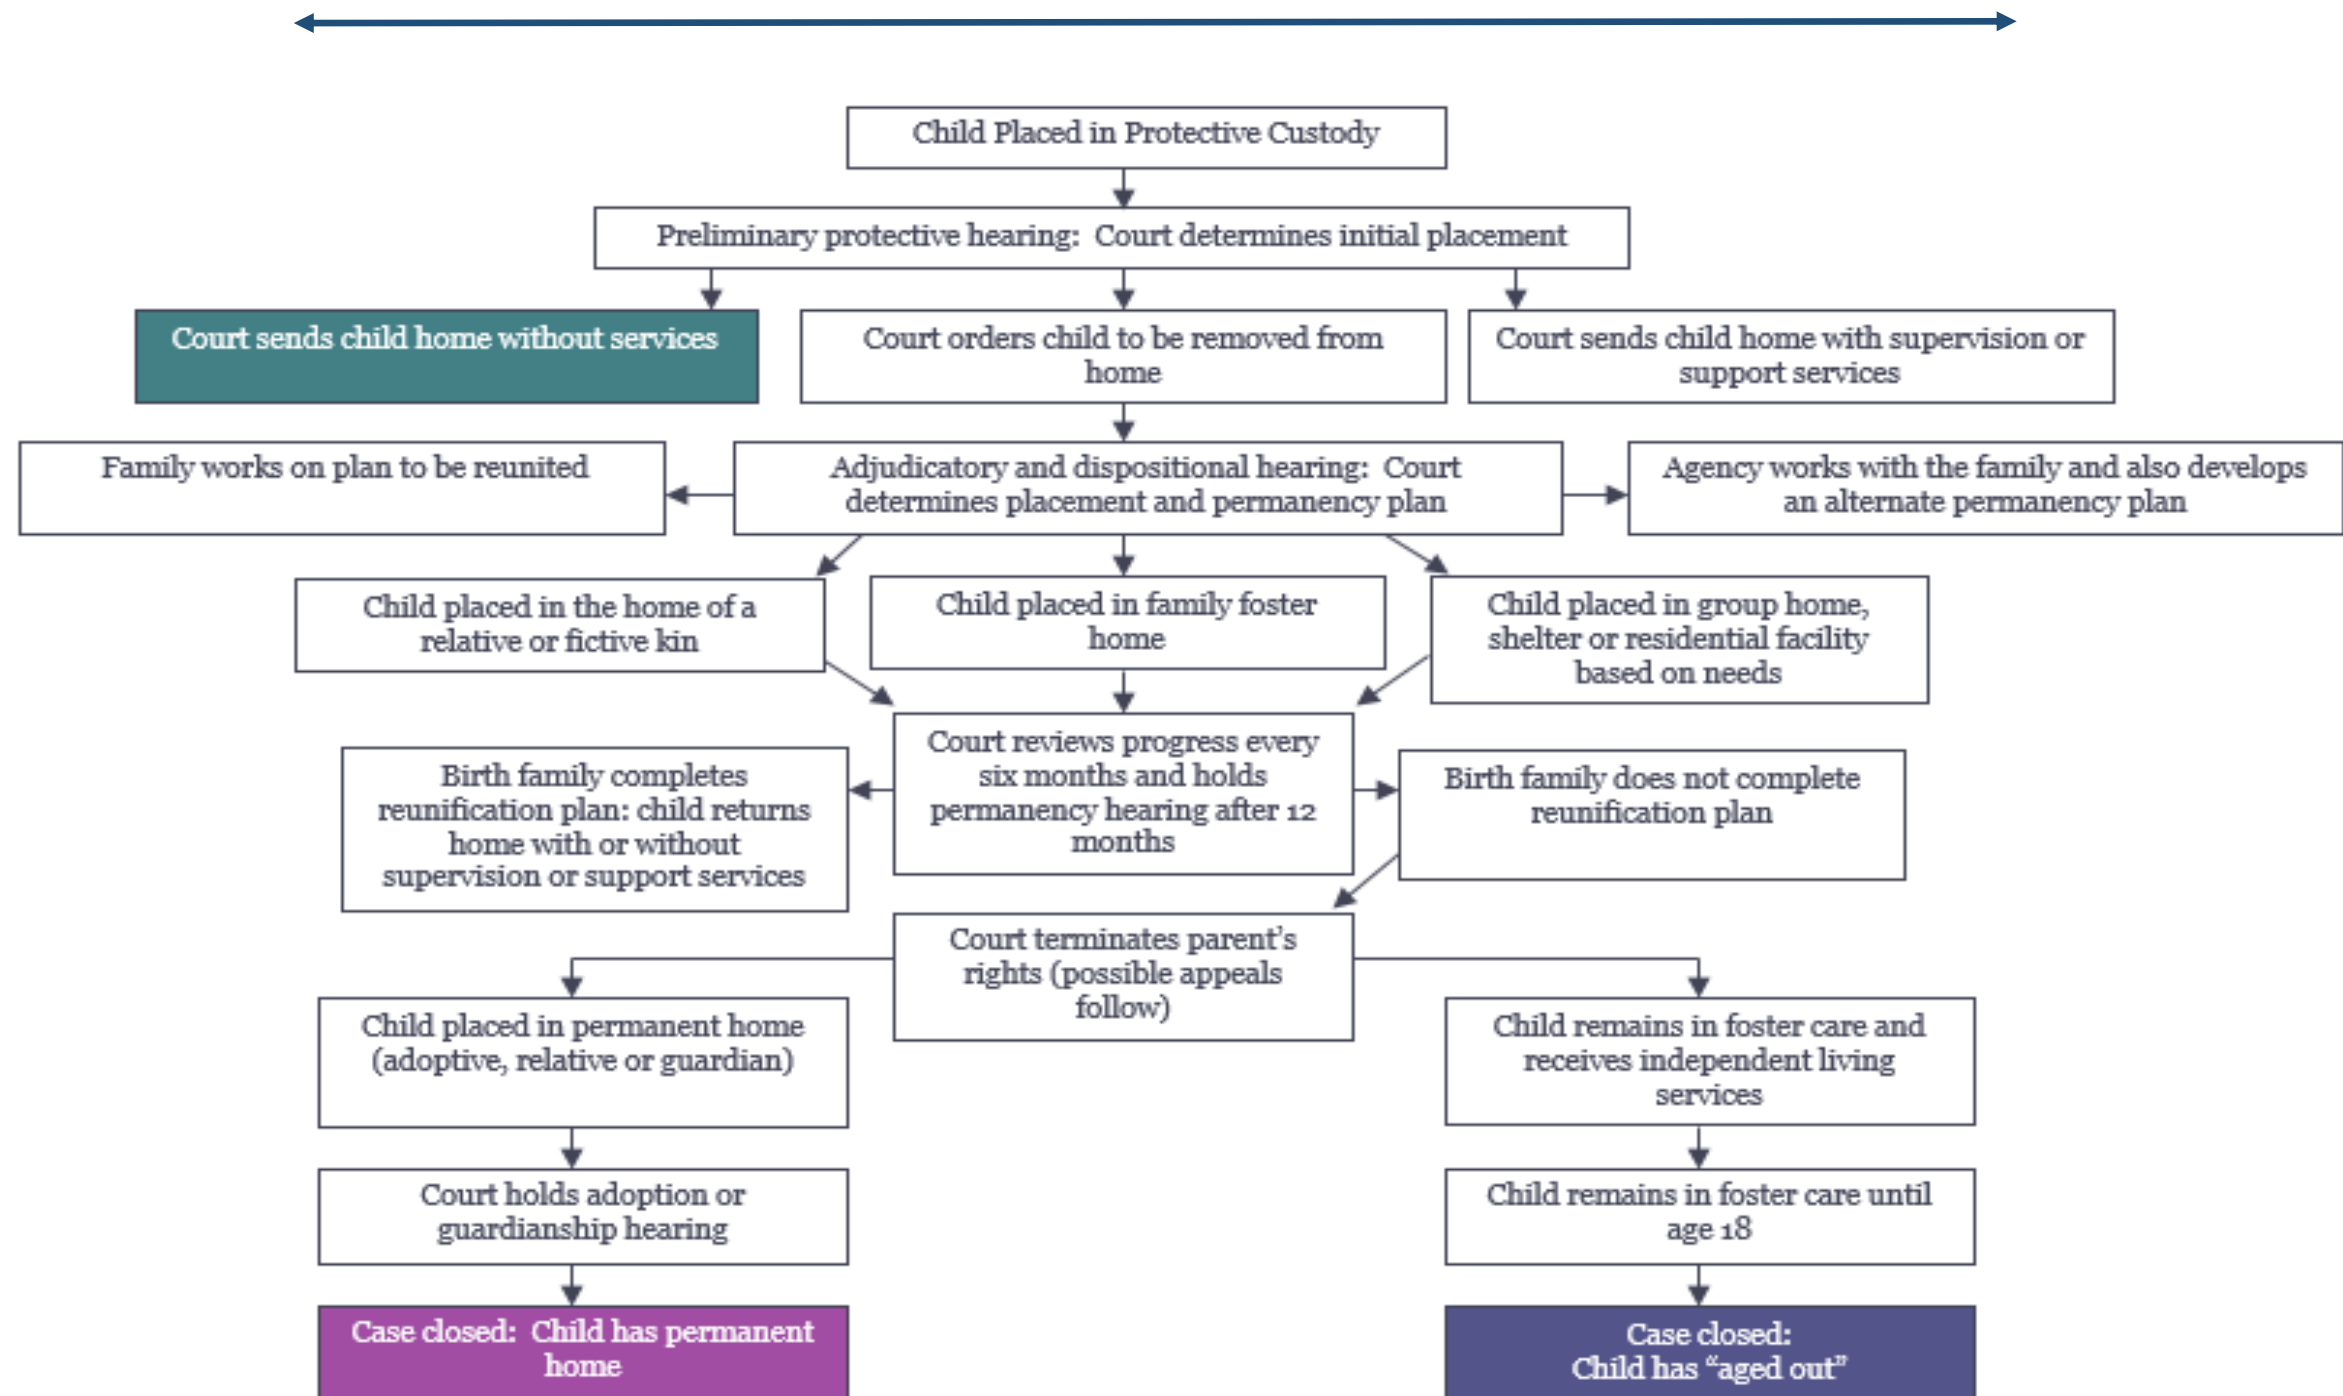 Child Placed in Protective Custody
Preliminary protective hearing:  Court determines initial placement
Court sends child home without services
Court orders child to be removed from
home
Court sends child home with supervision or
support services
Family works on plan to be reunited
Adjudicatory and dispositional hearing:  Court
determines placement and permanency plan
Agency works with the family and also develops
an alternate permanency plan
Child placed in the home of a
relative or fictive kin
Child placed in family foster
home
Child placed in group home,
shelter or residential facility
based on needs
Birth family completes
reunification plan: child returns
home with or without
supervision or support services
Court reviews progress every
six months and holds
permanency hearing after 12
months
Birth family does not complete
reunification plan
Court terminates parent’s
rights (possible appeals
follow)
Child placed in permanent home
(adoptive, relative or guardian)
Child remains in foster care and
receives independent living
services
Court holds adoption or
guardianship hearing
Child remains in foster care until
age 18
Case closed:  Child has permanent
home
Case closed:
Child has “aged out”